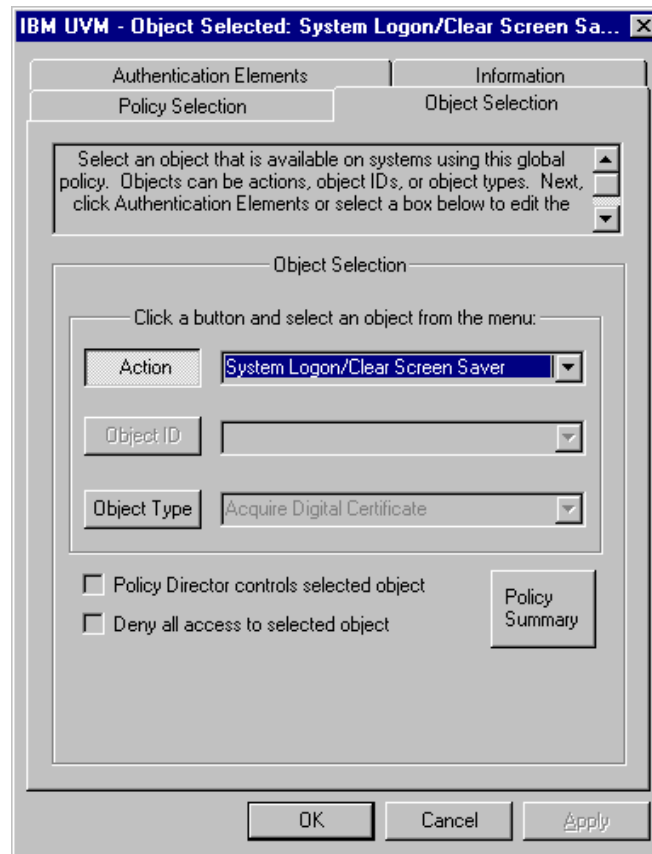 IBM UVM - Object Selected: System Logon/Clear Screen Sa...
Authentication Elements
Information
Policy Selection
Object Selection
Select an object that is available on systems using this global
policy. Objects can be actions, object IDs, or object types. Next,
click Authentication Elements or select a box below to edit the
Object Selection
Click a button and select an object from the menu:
Action
System Logon/Clear Screen Saver
Object ID
Object Type
Acquire Digital Certificate
Policy Director controls selected object
Deny all access to selected object
Policy
Summary
OK
Cancel
Apply